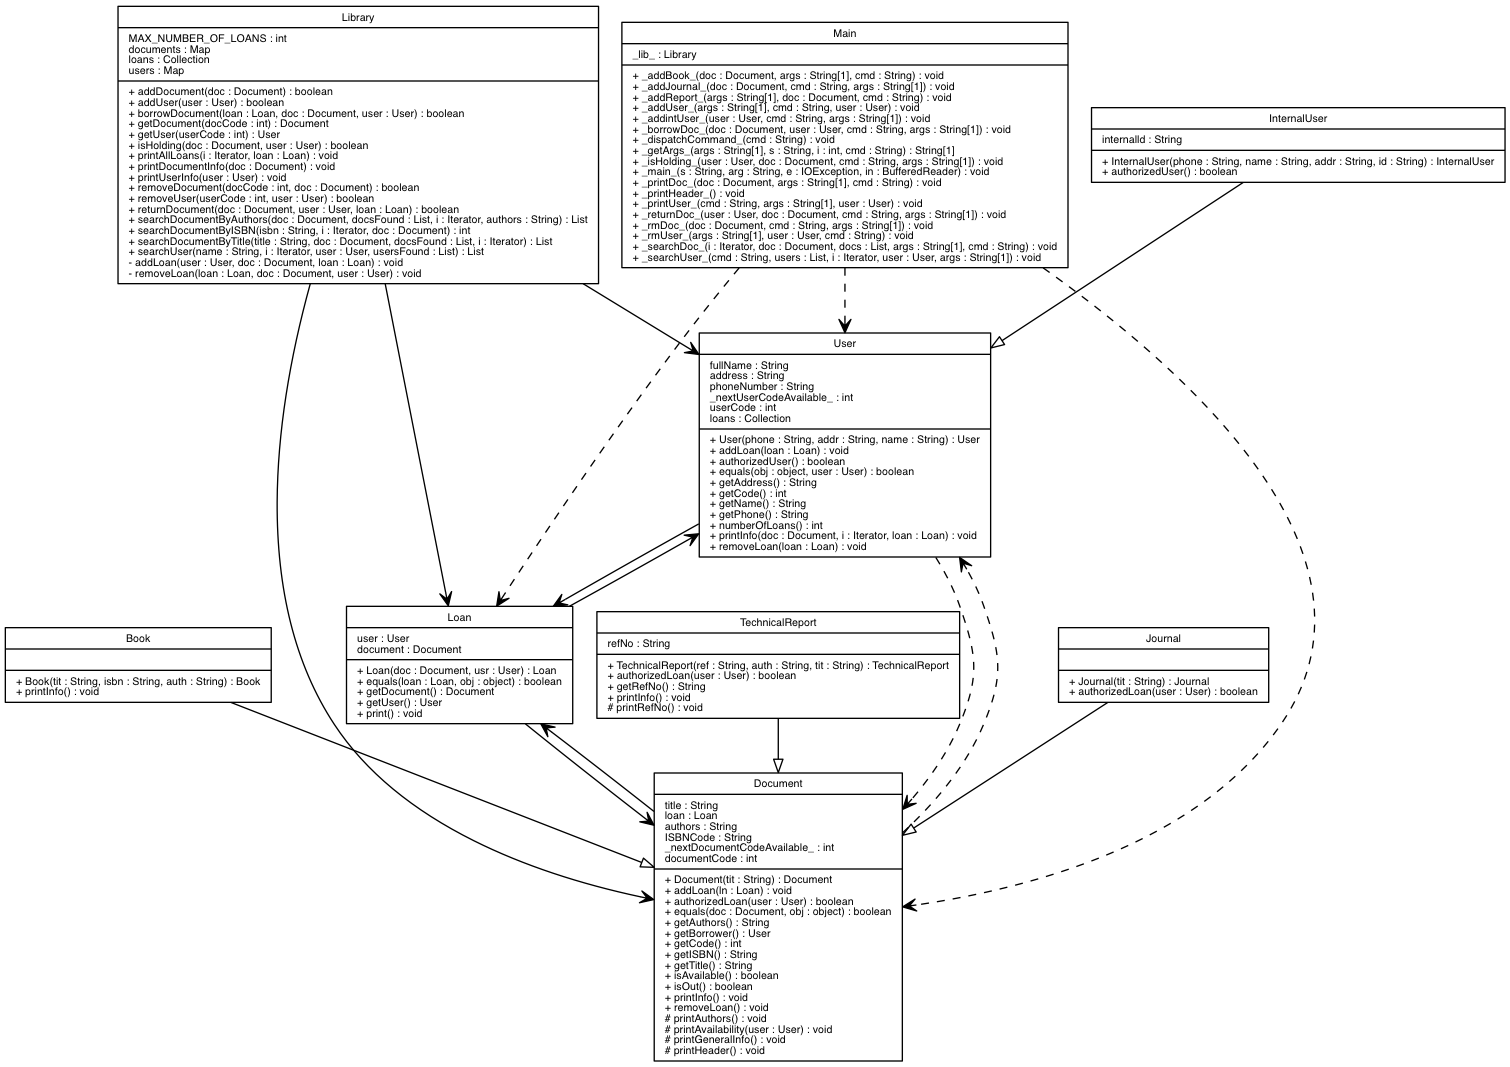 Library
MAX_NUMBER_OF_LOANS : int
documents : Map
loans : Collection
users : Map
+ addDocument(doc : Document) : boolean
+ addUser(user : User) : boolean
+ borrowDocument(loan : Loan, doc : Document, user : User) : boolean
+ getDocument(docCode : int) : Document
+ getUser(userCode : int) : User
+ isHolding(doc : Document, user : User) : boolean
+ printAllLoans(i : Iterator, loan : Loan) : void
+ printDocumentInfo(doc : Document) : void
+ printUserInfo(user : User) : void
+ removeDocument(docCode : int, doc : Document) : boolean
+ removeUser(userCode : int, user : User) : boolean
+ returnDocument(doc : Document, user : User, loan : Loan) : boolean
+ searchDocumentByAuthors(doc : Document, docsFound : List, i : Iterator, authors : String) : List
+ searchDocumentByISBN(isbn : String, i : Iterator, doc : Document) : int
+ searchDocumentByTitle(title : String, doc : Document, docsFound : List, i : Iterator) : List
+ searchUser(name : String, i : Iterator, user : User, usersFound : List) : List
- addLoan(user : User, doc : Document, loan : Loan) : void
- removeLoan(loan : Loan, doc : Document, user : User) : void
Main
_lib_ : Library
+ _addBook_(doc : Document, args : String[1], cmd : String) : void
+ _addJournal_(doc : Document, cmd : String, args : String[1]) : void
+ _addReport_(args : String[1], doc : Document, cmd : String) : void
+ _addUser_(args : String[1], cmd : String, user : User) : void
+ _addintUser_(user : User, cmd : String, args : String[1]) : void
+ _borrowDoc_(doc : Document, user : User, cmd : String, args : String[1]) : void
+ _dispatchCommand_(cmd : String) : void
+ _getArgs_(args : String[1], s : String, i : int, cmd : String) : String[1]
+ _isHolding_(user : User, doc : Document, cmd : String, args : String[1]) : void
+ _main_(s : String, arg : String, e : IOException, in : BufferedReader) : void
+ _printDoc_(doc : Document, args : String[1], cmd : String) : void
+ _printHeader_() : void
+ _printUser_(cmd : String, args : String[1], user : User) : void
+ _returnDoc_(user : User, doc : Document, cmd : String, args : String[1]) : void
+ _rmDoc_(doc : Document, cmd : String, args : String[1]) : void
+ _rmUser_(args : String[1], user : User, cmd : String) : void
+ _searchDoc_(i : Iterator, doc : Document, docs : List, args : String[1], cmd : String) : void
+ _searchUser_(cmd : String, users : List, i : Iterator, user : User, args : String[1]) : void
InternalUser
internalId : String
+ InternalUser(phone : String, name : String, addr : String, id : String) : InternalUser
+ authorizedUser() : boolean
User
fullName : String
address : String
phoneNumber : String
_nextUserCodeAvailable_ : int
userCode : int
loans : Collection
+ User(phone : String, addr : String, name : String) : User
+ addLoan(loan : Loan) : void
+ authorizedUser() : boolean
+ equals(obj : object, user : User) : boolean
+ getAddress() : String
+ getCode() : int
+ getName() : String
+ getPhone() : String
+ numberOfLoans() : int
+ printInfo(doc : Document, i : Iterator, loan : Loan) : void
+ removeLoan(loan : Loan) : void
Book
+ Book(tit : String, isbn : String, auth : String) : Book
+ printInfo() : void
Loan
user : User
document : Document
+ Loan(doc : Document, usr : User) : Loan
+ equals(loan : Loan, obj : object) : boolean
+ getDocument() : Document
+ getUser() : User
+ print() : void
TechnicalReport
refNo : String
+ TechnicalReport(ref : String, auth : String, tit : String) : TechnicalReport
+ authorizedLoan(user : User) : boolean
+ getRefNo() : String
+ printInfo() : void
# printRefNo() : void
Journal
+ Journal(tit : String) : Journal
+ authorizedLoan(user : User) : boolean
Document
title : String
loan : Loan
authors : String
ISBNCode : String
_nextDocumentCodeAvailable_ : int
documentCode : int
+ Document(tit : String) : Document
+ addLoan(ln : Loan) : void
+ authorizedLoan(user : User) : boolean
+ equals(doc : Document, obj : object) : boolean
+ getAuthors() : String
+ getBorrower() : User
+ getCode() : int
+ getISBN() : String
+ getTitle() : String
+ isAvailable() : boolean
+ isOut() : boolean
+ printInfo() : void
+ removeLoan() : void
# printAuthors() : void
# printAvailability(user : User) : void
# printGeneralInfo() : void
# printHeader() : void